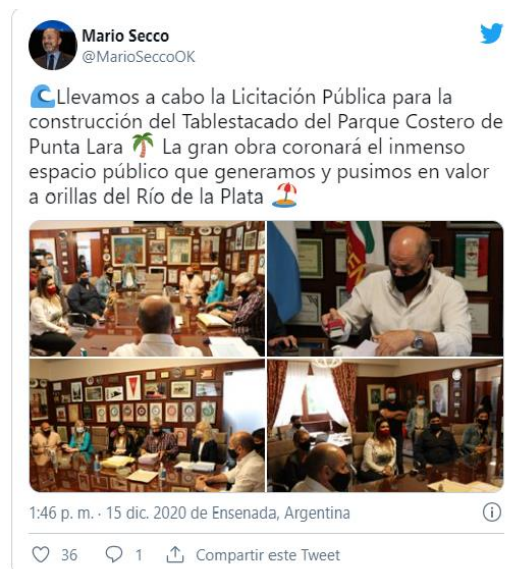 Mario Secco
@MarioSeccoOK
🌊Llevamos a cabo la Licitación Pública para la
construcción del Tablestacado del Parque Costero de
Punta Lara 🌴 La gran obra coronará el inmenso
espacio público que generamos y pusimos en valor
a orillas del Río de la Plata 🏖️
1:46 p. m. · 15 dic. 2020 de Ensenada, Argentina
36 1 Compartir este Tweet